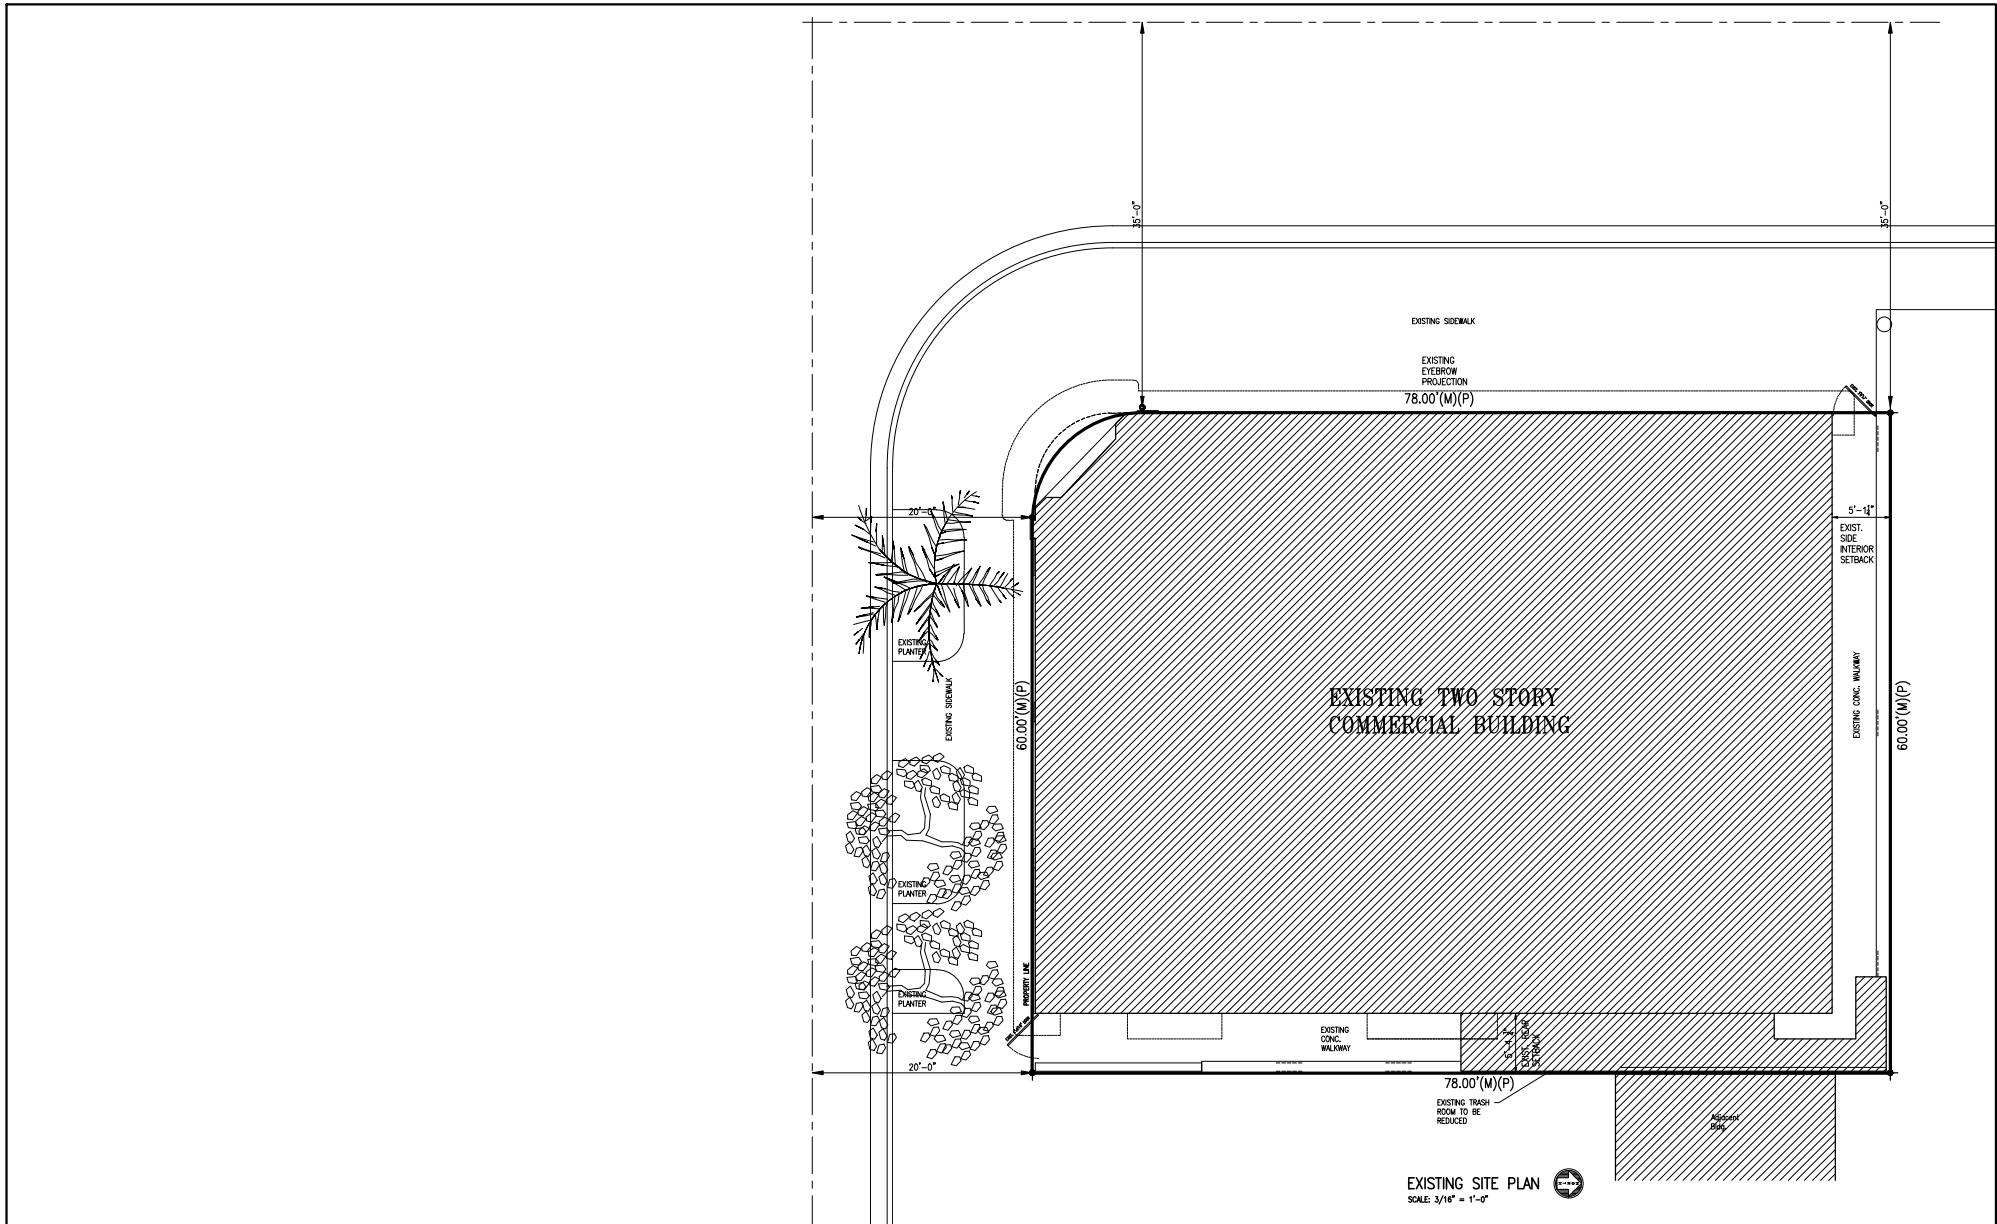 35'-0"
35'-0"
EXISTING SIDEWALK
EXISTING
EYEBROW
PROJECTION
78.00'(M)(P)
20'-0"
5'-1¼"
EXIST.
SIDE
INTERIOR
SETBACK
EXISTING
PLANTER
EXISTING SIDEWALK
60.00'(M)(P)
EXISTING TWO STORY
COMMERCIAL BUILDING
EXISTING CONC. WALKWAY
60.00'(M)(P)
EXISTING
PLANTER
PROPERTY LINE
EXISTING
PLANTER
EXISTING
CONC.
WALKWAY
EXIST. REAR
SETBACK
20'-0"
78.00'(M)(P)
EXISTING TRASH
ROOM TO BE
REDUCED
Adjacent
Bldg.
EXISTING SITE PLAN
NORTH
SCALE: 3/16" = 1'-0"